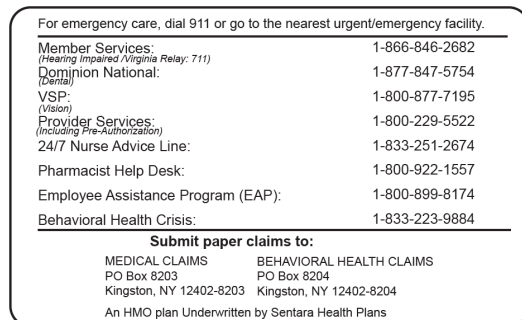 For emergency care, dial 911 or go to the nearest urgent/emergency facility.
Member Services: 1-866-846-2682
(Hearing Impaired /Virginia Relay: 711)
Dominion National: 1-877-847-5754
(Dental)
VSP: 1-800-877-7195
(Vision)
Provider Services: 1-800-229-5522
(Including Pre-Authorization)
24/7 Nurse Advice Line: 1-833-251-2674
Pharmacist Help Desk: 1-800-922-1557
Employee Assistance Program (EAP): 1-800-899-8174
Behavioral Health Crisis: 1-833-223-9884
Submit paper claims to:
MEDICAL CLAIMS BEHAVIORAL HEALTH CLAIMS
PO Box 8203 PO Box 8204
Kingston, NY 12402-8203 Kingston, NY 12402-8204
An HMO plan Underwritten by Sentara Health Plans